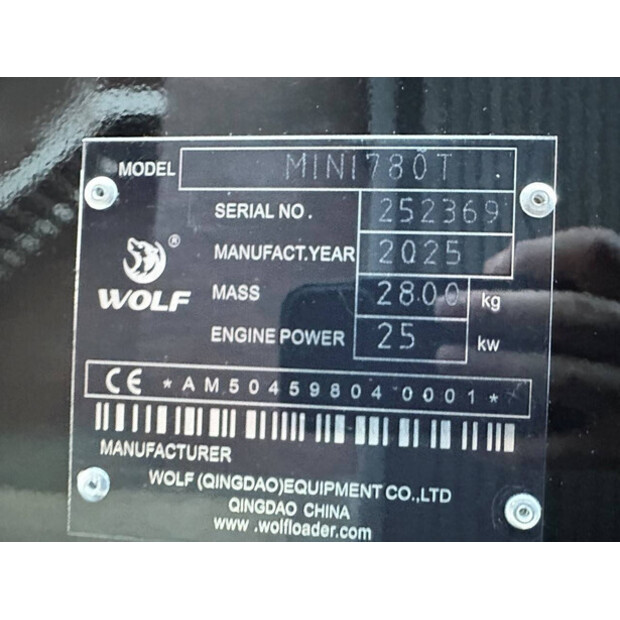 MODEL MINI780T
SERIAL NO. 252369
MANUFACT.YEAR 2025
® WOLF
MASS 2800 kg
ENGINE POWER 25 kw
CE *AM50459804 0001*
MANUFACTURER
WOLF (QINGDAO)EQUIPMENT CO.,LTD
QINGDAO CHINA
www.wolfloader.com